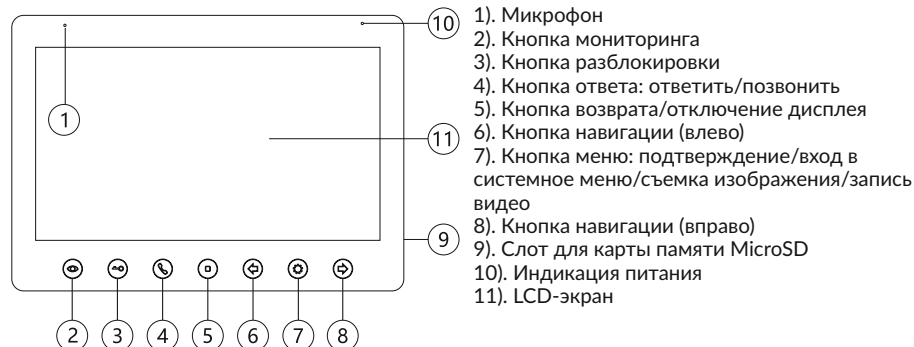 1). Микрофон
2). Кнопка мониторинга
3). Кнопка разблокировки
4). Кнопка ответа: ответить/позвонить
5). Кнопка возврата/отключение дисплея
6). Кнопка навигации (влево)
7). Кнопка меню: подтверждение/вход в
системное меню/съемка изображения/запись
видео
8). Кнопка навигации (вправо)
9). Слот для карты памяти MicroSD
10). Индикация питания
11). LCD-экран
10
1
11
9
2 3 4 5 6 7 8